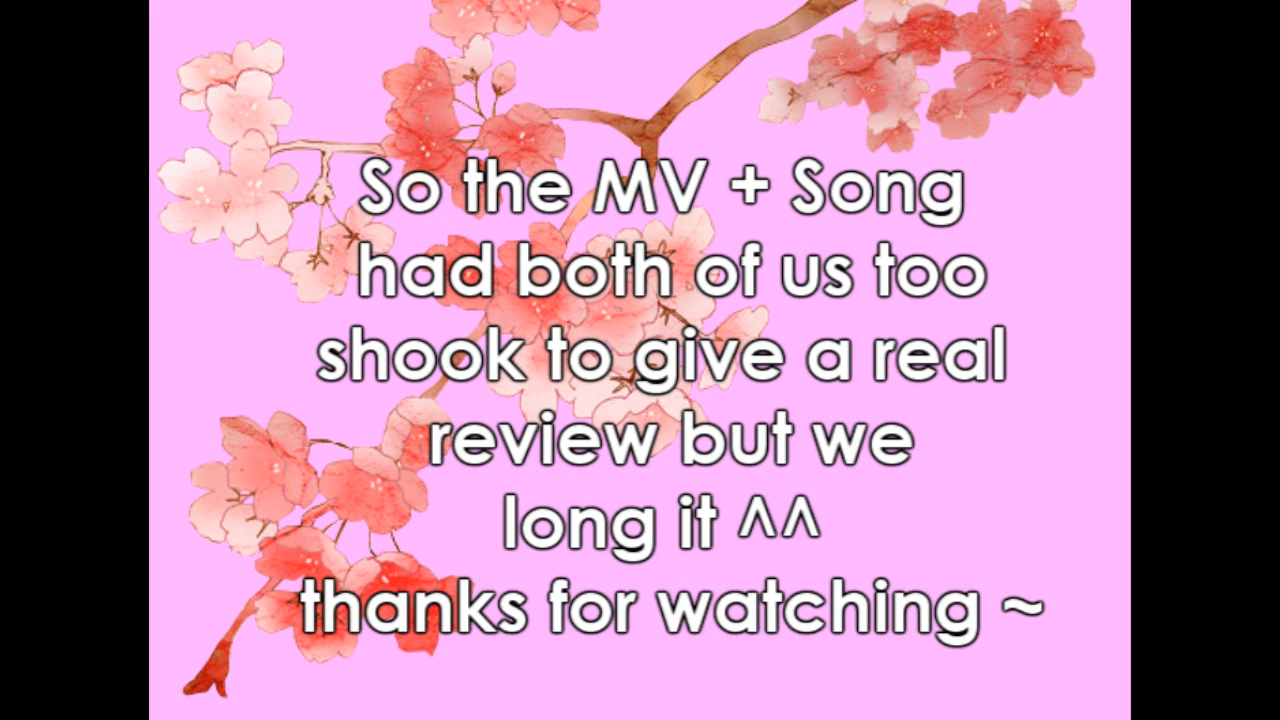 So the MV + Song
had both of us too
shook to give a real
review but we
long it ^^
thanks for watching ~